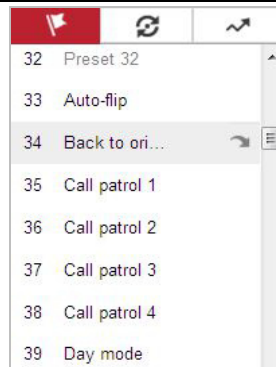 32 Preset 32
33 Auto-flip
34 Back to ori...
35 Call patrol 1
36 Call patrol 2
37 Call patrol 3
38 Call patrol 4
39 Day mode